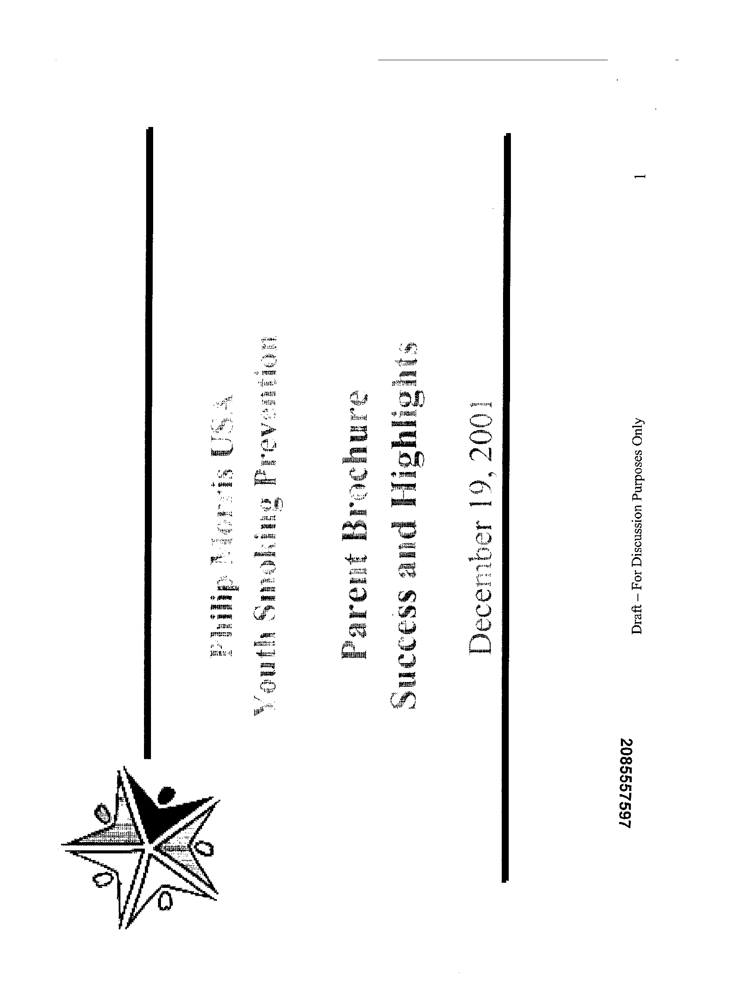 Philip Morris USA
Youth Smoking Prevention
Parent Brochure
Success and Highlights
December 19, 2001
Draft – For Discussion Purposes Only
1
2085557597